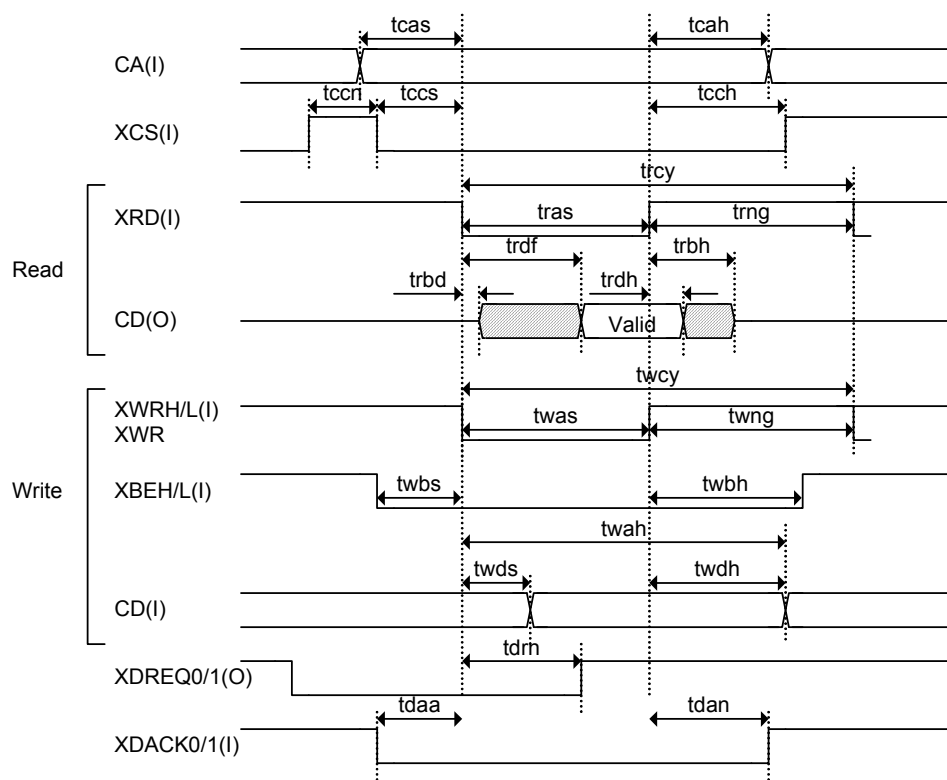 tcas tcah
CA(I)
tccn tccs tcch
XCS(I)
trcy
XRD(I) tras trng
Read
trdf trbh
trbd trdh
CD(O) Valid
twcy
XWRH/L(I)
XWR twas twng
Write
XBEH/L(I) twbs twbh
twah
twds twdh
CD(I)
tdrn
XDREQ0/1(O)
tdaa tdan
XDACK0/1(I)